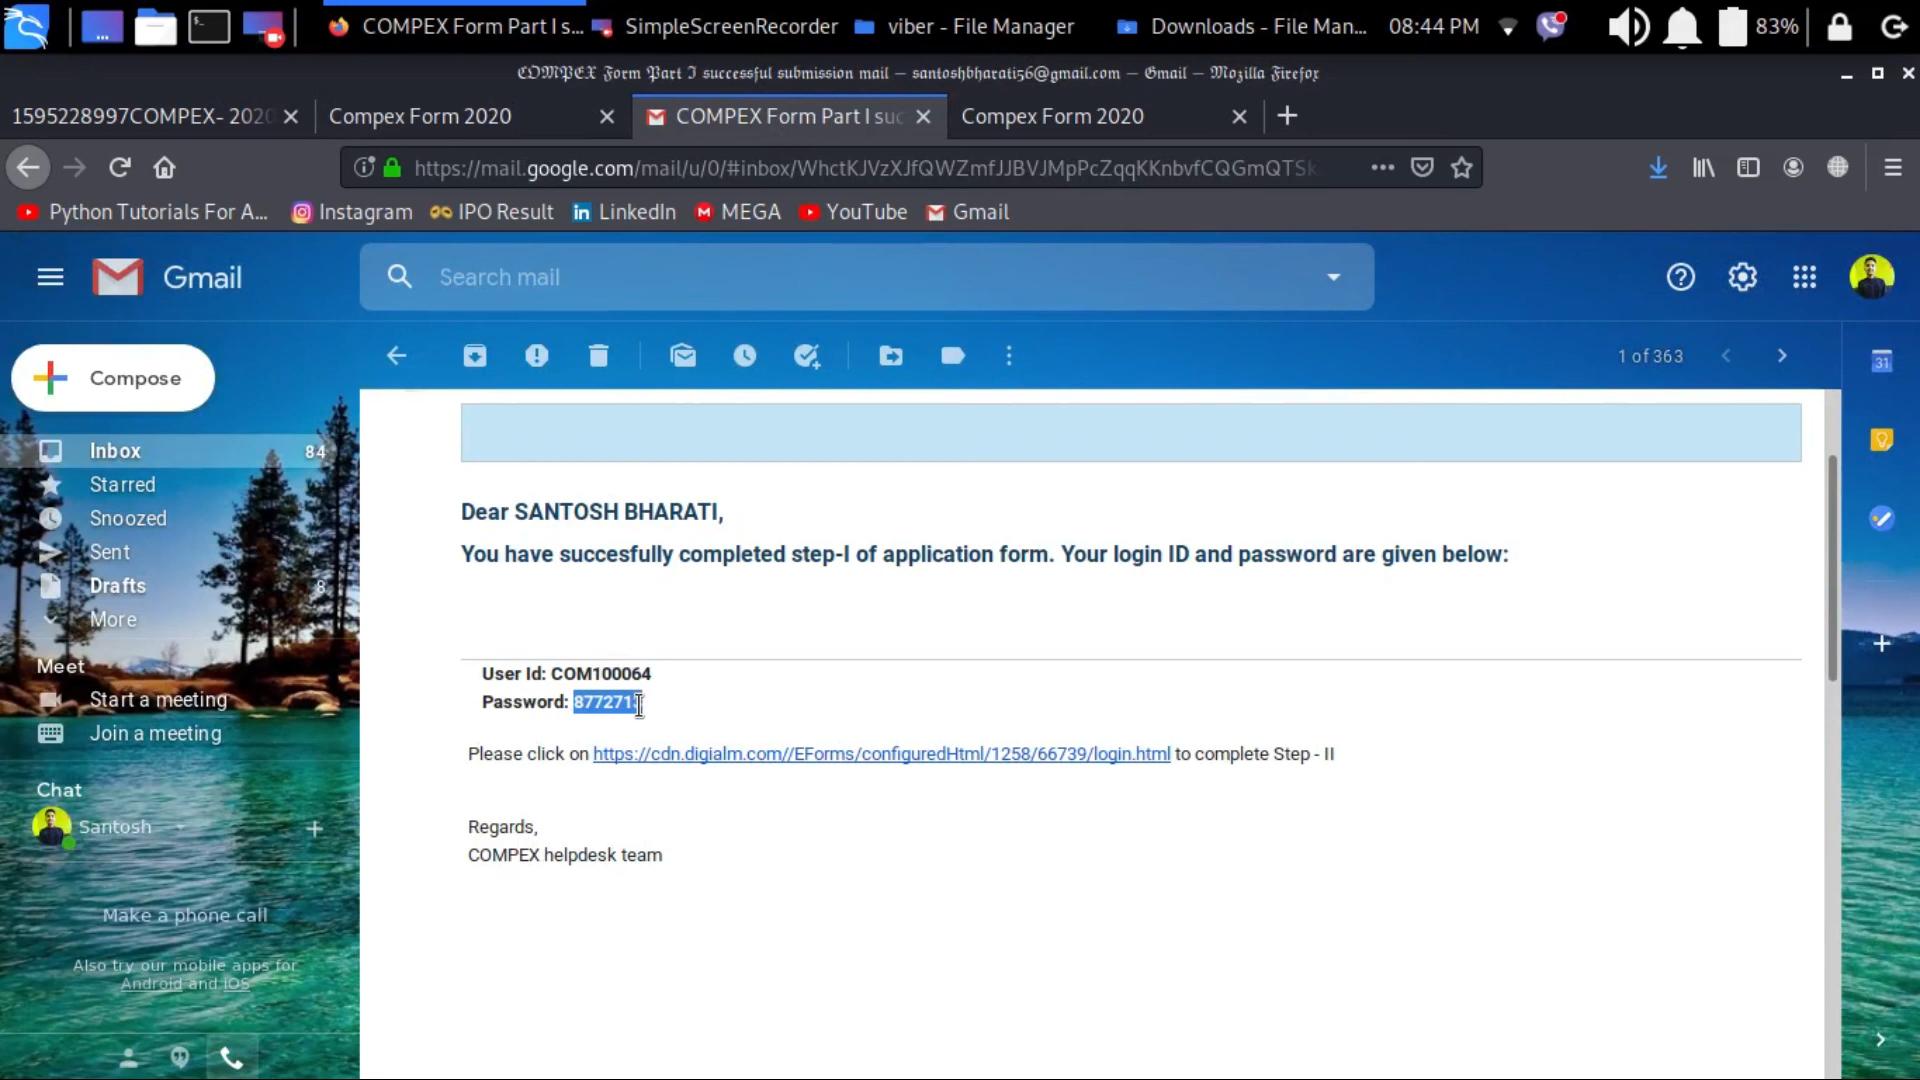 COMPEX Form Part I s... SimpleScreenRecorder viber - File Manager Downloads - File Man... 08:44 PM 83%
COMPEX Form Part I successful submission mail — santoshbharati56@gmail.com — Gmail — Mozilla Firefox
1595228997COMPEX- 2020 Compex Form 2020 COMPEX Form Part I suc Compex Form 2020
https://mail.google.com/mail/u/0/#inbox/WhctKJVzXJfQWZmfJJBVJMpPcZqqKKnbvfCQGmQTSk
Python Tutorials For A... Instagram IPO Result LinkedIn MEGA YouTube Gmail
Gmail Search mail
1 of 363
Compose
Inbox 84
Starred
Snoozed
Sent
Drafts 8
More
Meet
Start a meeting
Join a meeting
Chat
Santosh
Make a phone call
Also try our mobile apps for
Android and iOS
Dear SANTOSH BHARATI,
You have succesfully completed step-I of application form. Your login ID and password are given below:
User Id: COM100064
Password:
Please click on https://cdn.digialm.com//EForms/configuredHtml/1258/66739/login.html to complete Step - II
Regards,
COMPEX helpdesk team
31